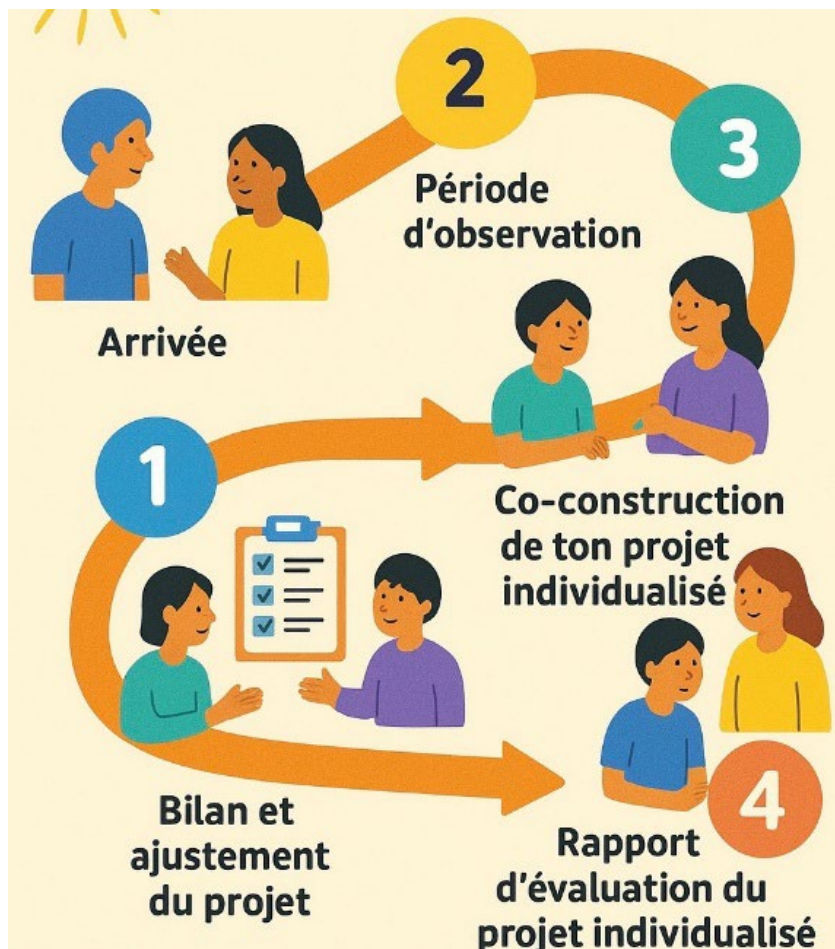 2
3
Période
d'observation
Arrivée
1
Co-construction
de ton projet
individualisé
Bilan et
ajustement
du projet
4
Rapport
d'évaluation du
projet individualisé